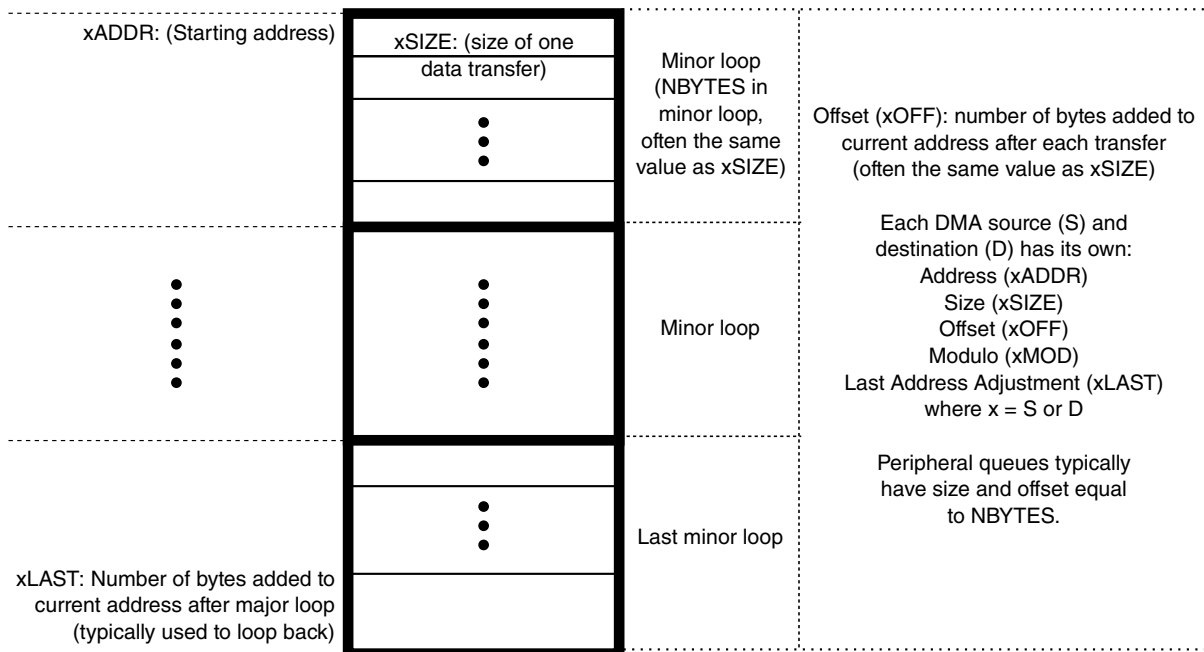 xADDR: (Starting address)
xSIZE: (size of one
data transfer)
Minor loop
(NBYTES in
minor loop,
often the same
value as xSIZE)
Offset (xOFF): number of bytes added to
current address after each transfer
(often the same value as xSIZE)
Each DMA source (S) and
destination (D) has its own:
Address (xADDR)
Size (xSIZE)
Offset (xOFF)
Modulo (xMOD)
Last Address Adjustment (xLAST)
where x = S or D
Peripheral queues typically
have size and offset equal
to NBYTES.
Minor loop
Last minor loop
xLAST: Number of bytes added to
current address after major loop
(typically used to loop back)